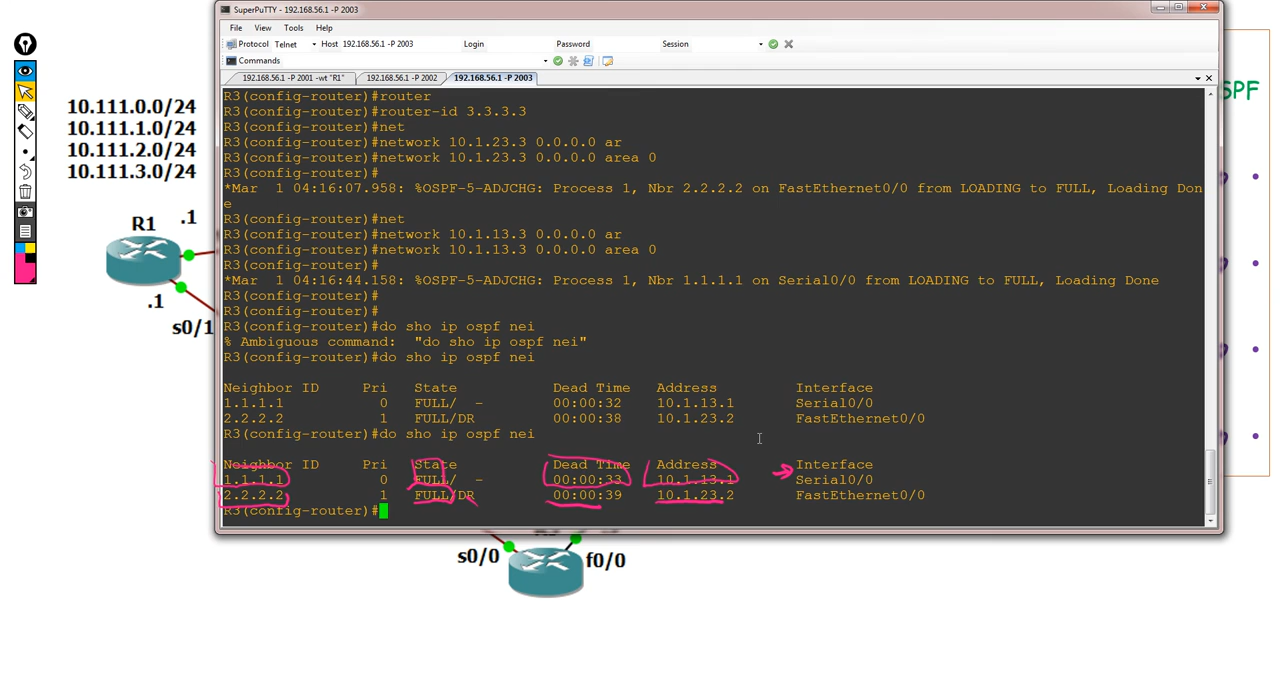 SuperPuTTY - 192.168.56.1 -P 2003
File View Tools Help
Protocol Telnet Host 192.168.56.1 -P 2003 Login Password Session
Commands
192.168.56.1 -P 2001 -wt "R1" 192.168.56.1 -P 2002 192.168.56.1 -P 2003
R3(config-router)#router
R3(config-router)#router-id 3.3.3.3
R3(config-router)#net
R3(config-router)#network 10.1.23.3 0.0.0.0 ar
R3(config-router)#network 10.1.23.3 0.0.0.0 area 0
R3(config-router)#
*Mar  1 04:16:07.958: %OSPF-5-ADJCHG: Process 1, Nbr 2.2.2.2 on FastEthernet0/0 from LOADING to FULL, Loading Don
e
R3(config-router)#net
R3(config-router)#network 10.1.13.3 0.0.0.0 ar
R3(config-router)#network 10.1.13.3 0.0.0.0 area 0
R3(config-router)#
*Mar  1 04:16:44.158: %OSPF-5-ADJCHG: Process 1, Nbr 1.1.1.1 on Serial0/0 from LOADING to FULL, Loading Done
R3(config-router)#
R3(config-router)#
R3(config-router)#do sho ip ospf nei
% Ambiguous command:  "do sho ip ospf nei"
R3(config-router)#do sho ip ospf nei
Neighbor ID Pri State Dead Time Address Interface
1.1.1.1 0 FULL/ - 00:00:32 10.1.13.1 Serial0/0
2.2.2.2 1 FULL/DR 00:00:38 10.1.23.2 FastEthernet0/0
R3(config-router)#do sho ip ospf nei
Neighbor ID Pri State Dead Time Address Interface
1.1.1.1 0 FULL/ - 00:00:33 10.1.13.1 Serial0/0
2.2.2.2 1 FULL/DR 00:00:39 10.1.23.2 FastEthernet0/0
R3(config-router)#
10.111.0.0/24
10.111.1.0/24
10.111.2.0/24
10.111.3.0/24
R1 .1
.1
s0/1
s0/0 f0/0
SPF